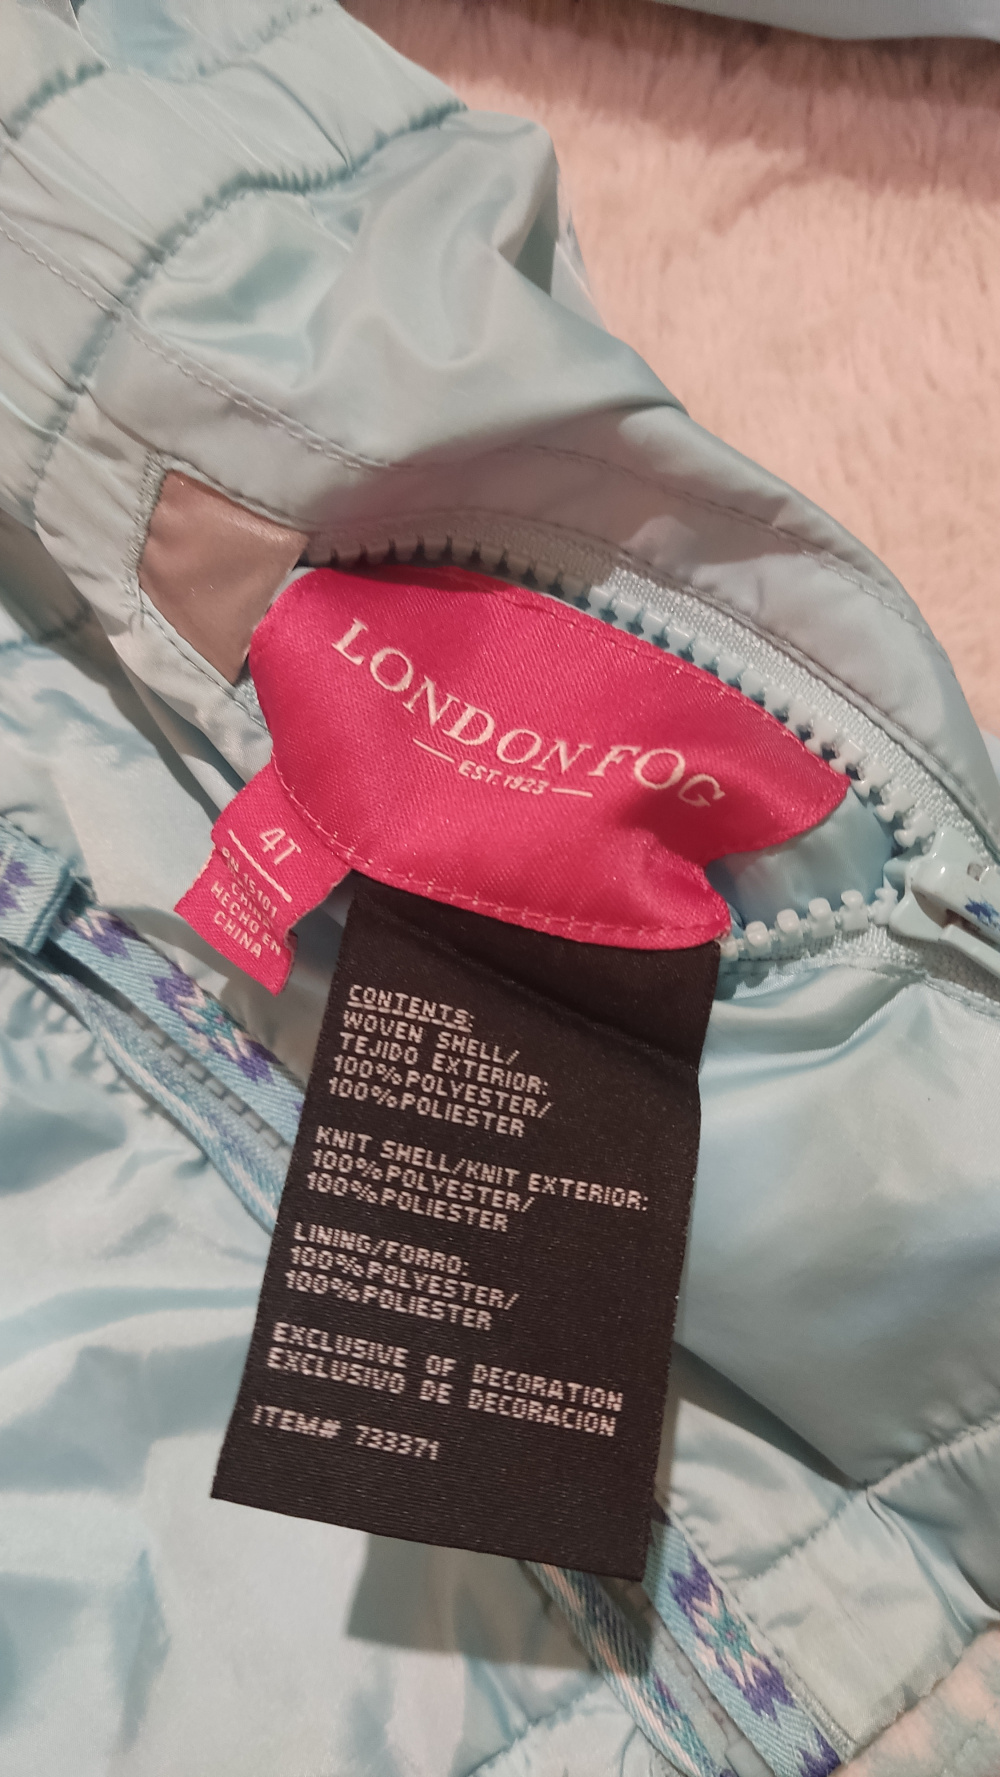 LONDON FOG
EST. 1923
4T
RN 15101
HECHO EN
CHINA
CONTENTS:
WOVEN SHELL/
TEJIDO EXTERIOR:
100% POLYESTER/
100% POLIESTER
KNIT SHELL/KNIT EXTERIOR:
100% POLYESTER/
100% POLIESTER
LINING/FORRO:
100% POLYESTER/
100% POLIESTER
EXCLUSIVE OF DECORATION
EXCLUSIVO DE DECORACION
ITEM# 733371